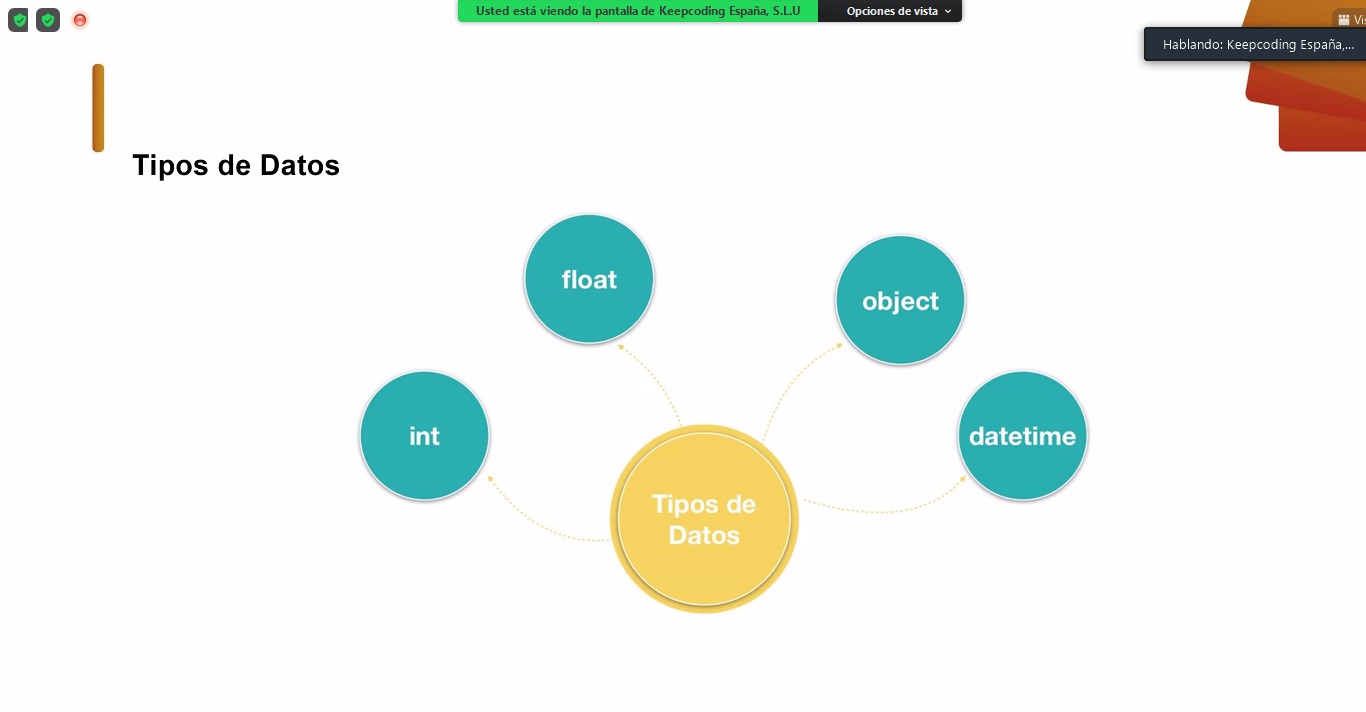 Usted está viendo la pantalla de Keepcoding España, S.L.U
Opciones de vista
Hablando: Keepcoding España,...
Tipos de Datos
float
object
int
datetime
Tipos de
Datos